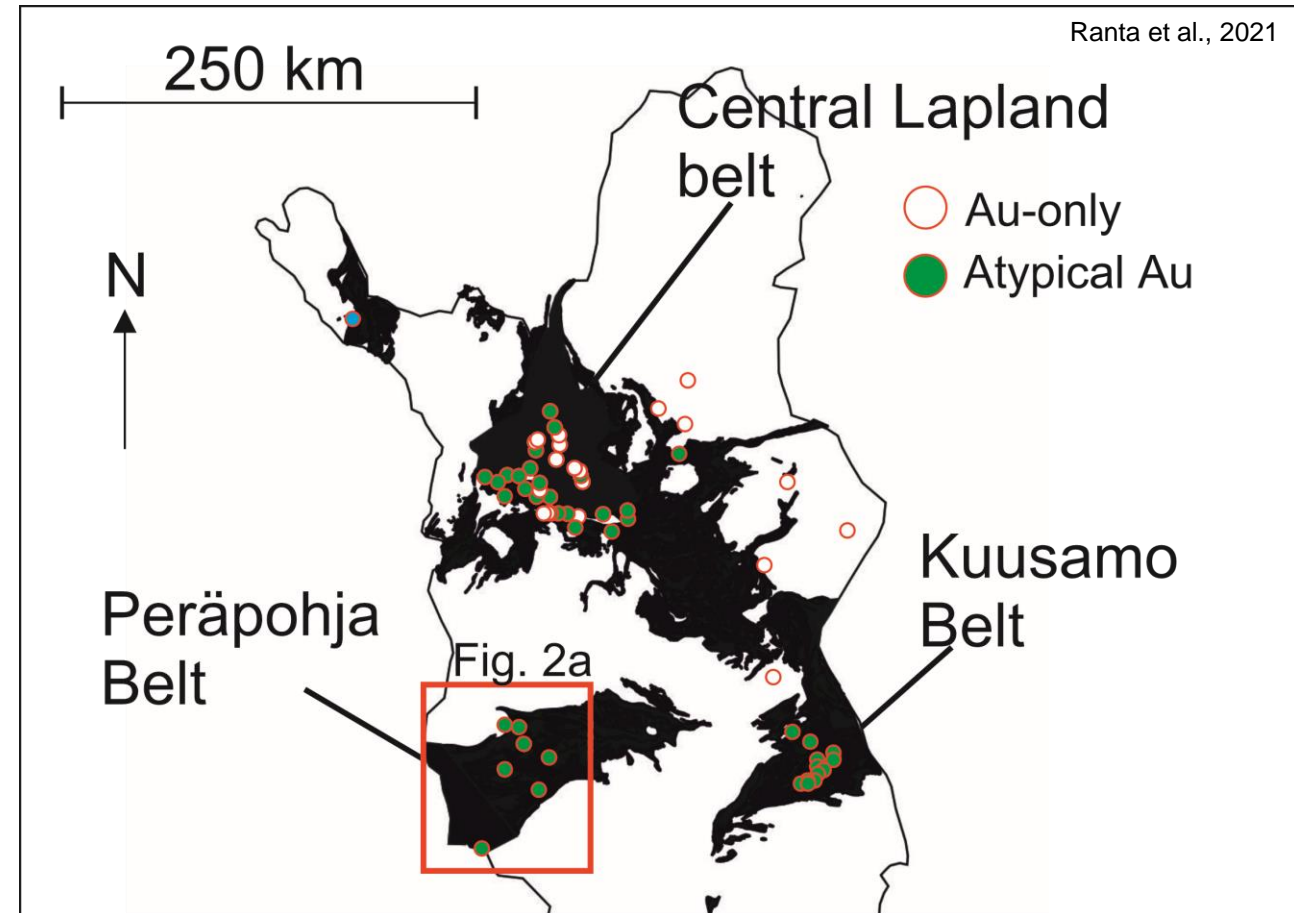 Ranta et al., 2021
250 km
Central Lapland
belt
Au-only
Atypical Au
N
Kuusamo
Belt
Peräpohja
Belt
Fig. 2a